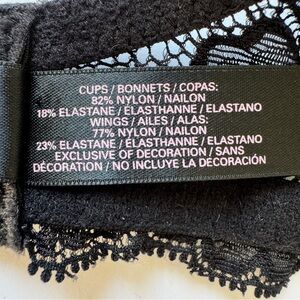 CUPS / BONNETS / COPAS:
82% NYLON / NAILON
18% ELASTANE / ÉLASTHANNE / ELASTANO
WINGS / AILES / ALAS:
77% NYLON / NAILON
23% ELASTANE / ÉLASTHANNE / ELASTANO
EXCLUSIVE OF DECORATION / SANS
DÉCORATION / NO INCLUYE LA DECORACIÓN